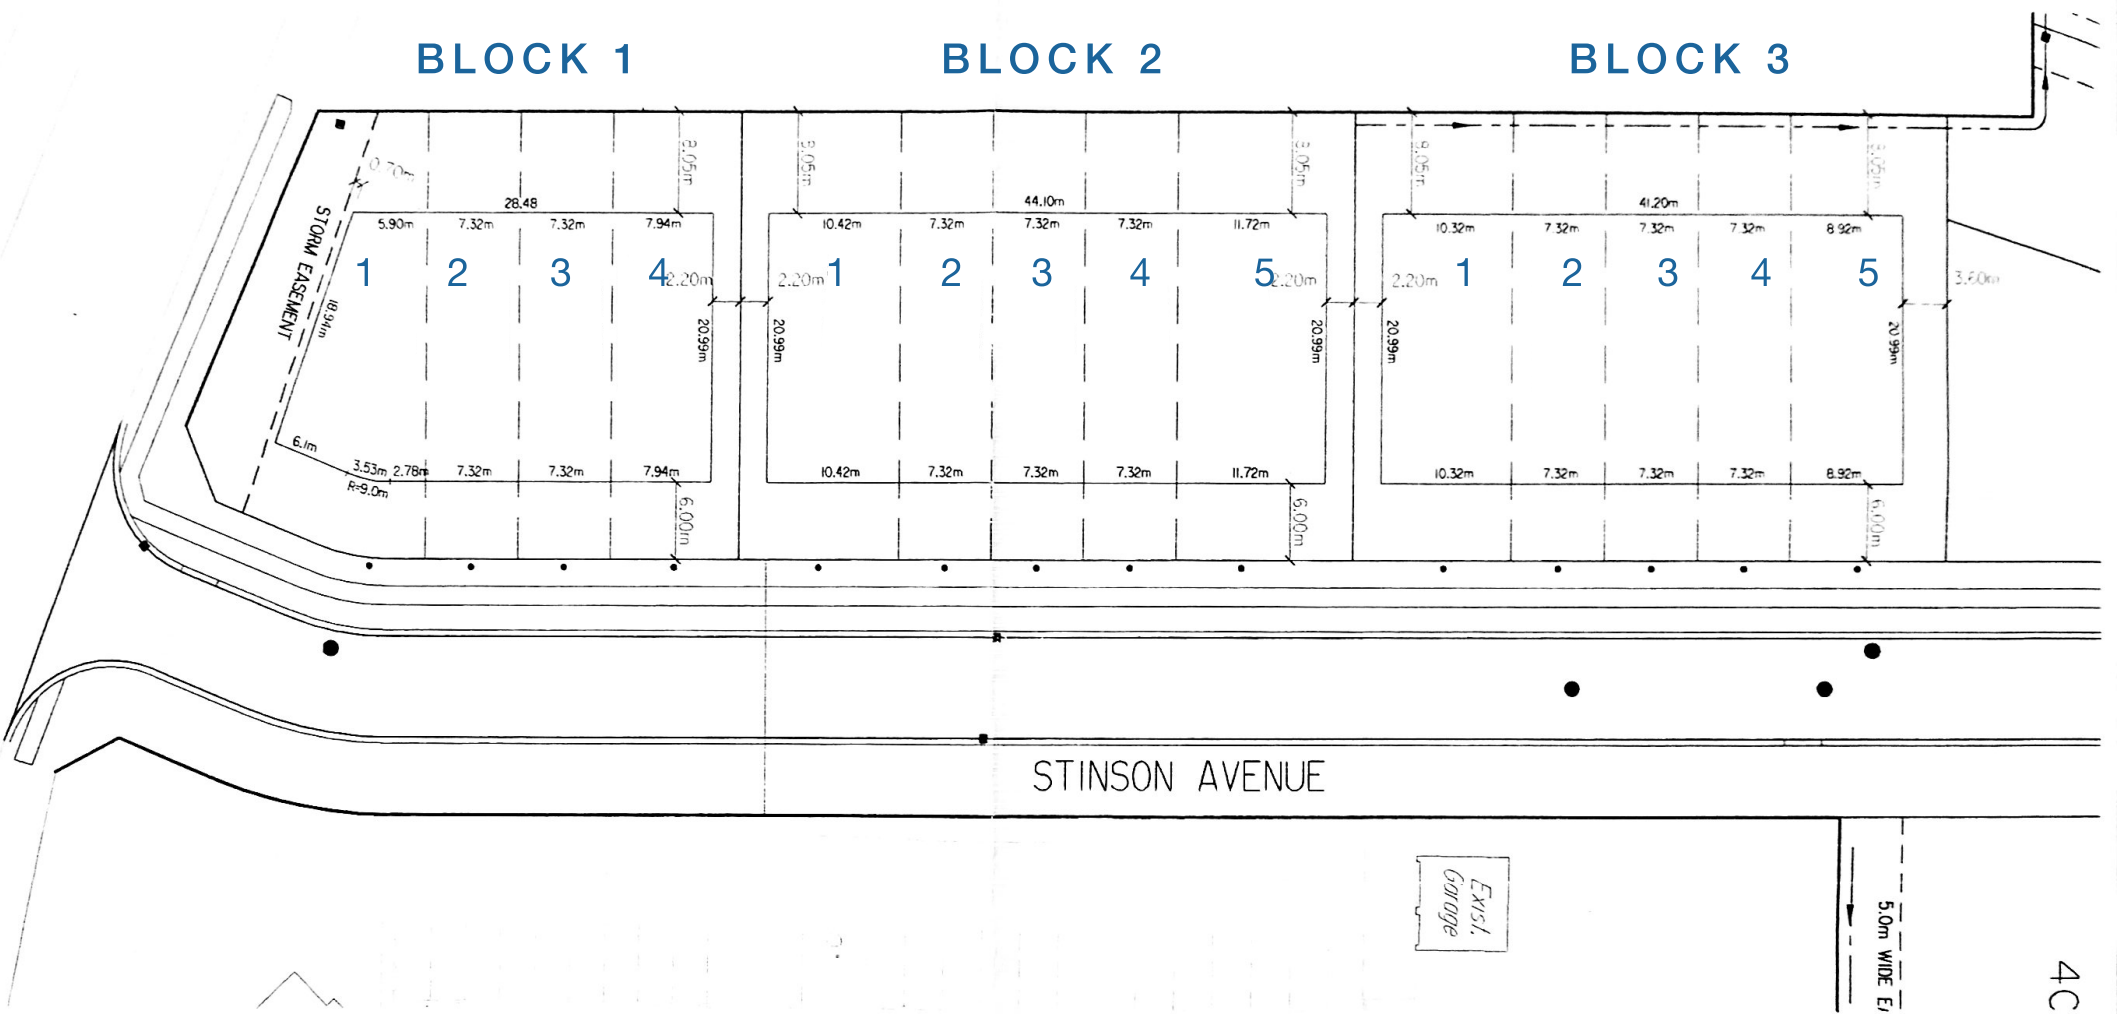 BLOCK 1
BLOCK 2
BLOCK 3
0.70m
8.05m
8.05m
8.05m
8.05m
8.05m
28.48
44.10m
41.20m
5.90m
7.32m
7.32m
7.94m
10.42m
7.32m
7.32m
7.32m
11.72m
10.32m
7.32m
7.32m
7.32m
8.92m
STORM EASEMENT
1
2
3
4
2.20m
2.20m
1
2
3
4
5
2.20m
2.20m
1
2
3
4
5
3.60m
18.94m
20.99m
20.99m
20.99m
20.99m
20.99m
6.1m
3.53m
2.78m
7.32m
7.32m
7.94m
10.42m
7.32m
7.32m
7.32m
11.72m
10.32m
7.32m
7.32m
7.32m
8.92m
R=9.0m
6.00m
6.00m
6.00m
STINSON AVENUE
Exist.
Garage
5.0m WIDE
4C